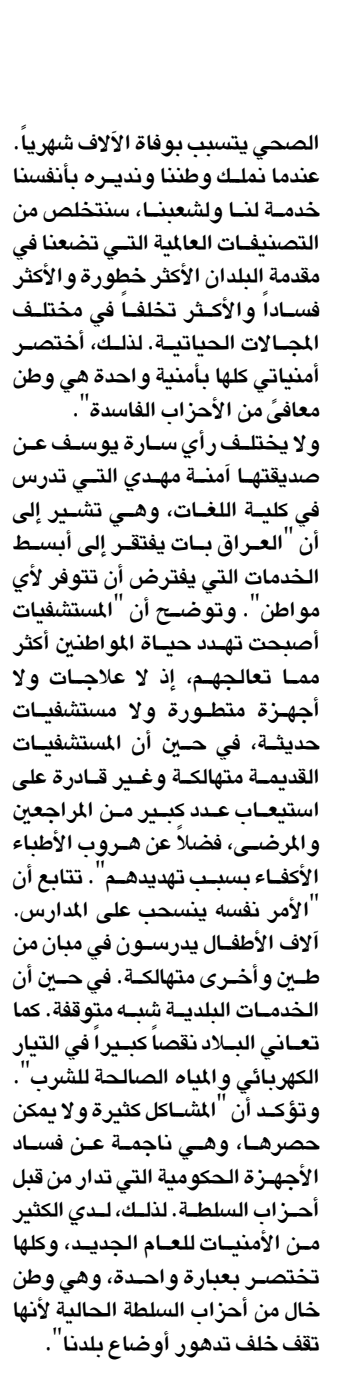 الصحي يتسبب بوفاة الآلاف شهرياً.
عندما نملك وطننا ونديره بأنفسنا
خدمة لنا ولشعبنا، سنتخلص من
التصنيفات العالمية التي تضعنا في
مقدمة البلدان الأكثر خطورة والأكثر
فساداً والأكثر تخلفاً في مختلف
المجالات الحياتية. لذلك، أختصر
أمنياتي كلها بأمنية واحدة هي وطن
معافىً من الأحزاب الفاسدة".
ولا يختلف رأي سارة يوسف عن
صديقتها آمنة مهدي التي تدرس
في كلية اللغات، وهي تشير إلى
أن "العراق بات يفتقر إلى أبسط
الخدمات التي يفترض أن تتوفر لأي
مواطن". وتوضح أن "المستشفيات
أصبحت تهدد حياة المواطنين أكثر
مما تعالجهم، إذ لا علاجات ولا
أجهزة متطورة ولا مستشفيات
حديثة، في حين أن المستشفيات
القديمة متهالكة وغير قادرة على
استيعاب عدد كبير من المراجعين
والمرضى، فضلاً عن هروب الأطباء
الأكفاء بسبب تهديدهم". تتابع أن
"الأمر نفسه ينسحب على المدارس.
آلاف الأطفال يدرسون في مبان من
طين وأخرى متهالكة. في حين أن
الخدمات البلدية شبه متوقفة. كما
تعاني البلاد نقصاً كبيراً في التيار
الكهربائي والمياه الصالحة للشرب".
وتؤكد أن "المشاكل كثيرة ولا يمكن
حصرها، وهي ناجمة عن فساد
الأجهزة الحكومية التي تدار من قبل
أحزاب السلطة. لذلك، لدي الكثير
من الأمنيات للعام الجديد، وكلها
تختصر بعبارة واحدة، وهي وطن
خال من أحزاب السلطة الحالية لأنها
تقف خلف تدهور أوضاع بلدنا".